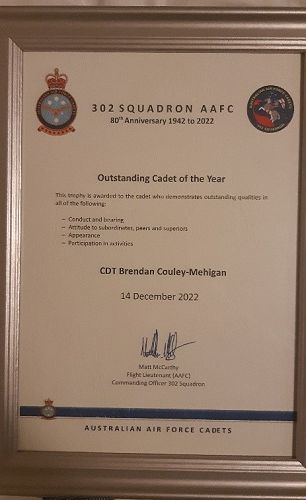 302 SQUADRON AAFC
80th Anniversary 1942 to 2022
Outstanding Cadet of the Year
This trophy is awarded to the cadet who demonstrates outstanding qualities in
all of the following:
– Conduct and bearing
– Attitude to subordinates, peers and superiors
– Appearance
– Participation in activities
CDT Brendan Couley-Mehigan
14 December 2022
Matt McCarthy
Flight Lieutenant (AAFC)
Commanding Officer 302 Squadron
AUSTRALIAN AIR FORCE CADETS